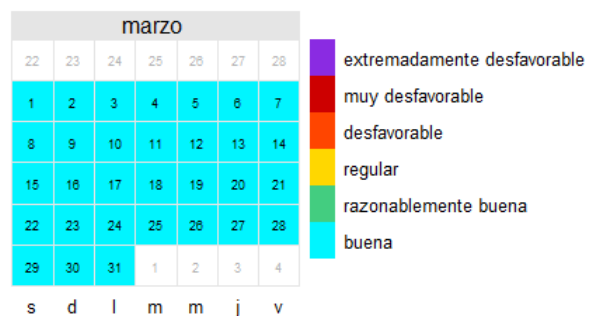 marzo
22 23 24 25 26 27 28
1 2 3 4 5 6 7
8 9 10 11 12 13 14
15 16 17 18 19 20 21
22 23 24 25 26 27 28
29 30 31 1 2 3 4
s d l m m j v
extremadamente desfavorable
muy desfavorable
desfavorable
regular
razonablemente buena
buena